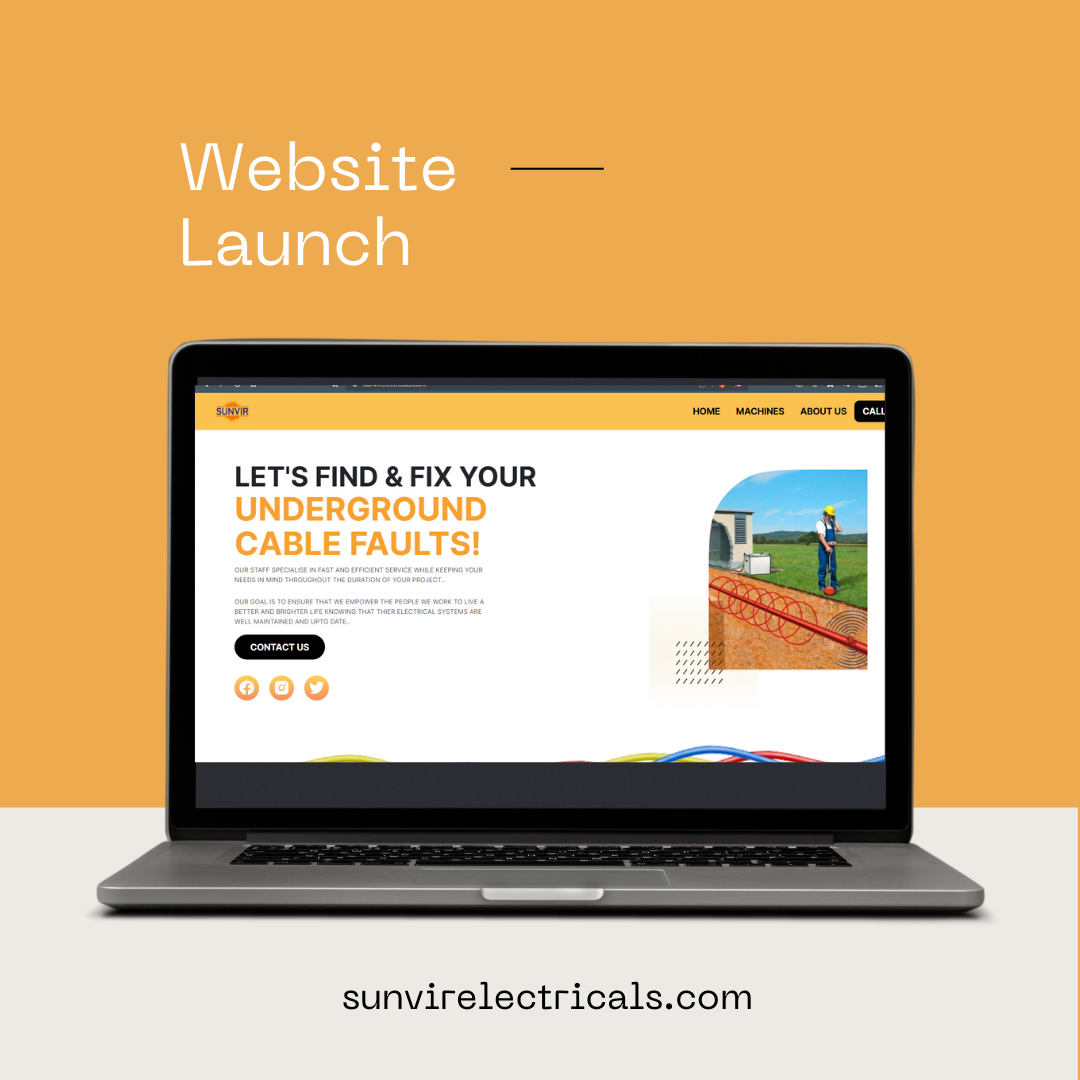 Website
Launch
SUNVIR
HOME MACHINES ABOUT US CALL
LET'S FIND & FIX YOUR
UNDERGROUND
CABLE FAULTS!
OUR STAFF SPECIALISE IN FAST AND EFFICIENT SERVICE WHILE KEEPING YOUR
NEEDS IN MIND THROUGHOUT THE DURATION OF YOUR PROJECT..
OUR GOAL IS TO ENSURE THAT WE EMPOWER THE PEOPLE WE WORK TO LIVE A
BETTER AND BRIGHTER LIFE KNOWING THAT THIER ELECTRICAL SYSTEMS ARE
WELL MAINTAINED AND UPTO DATE..
CONTACT US
sunvirelectricals.com